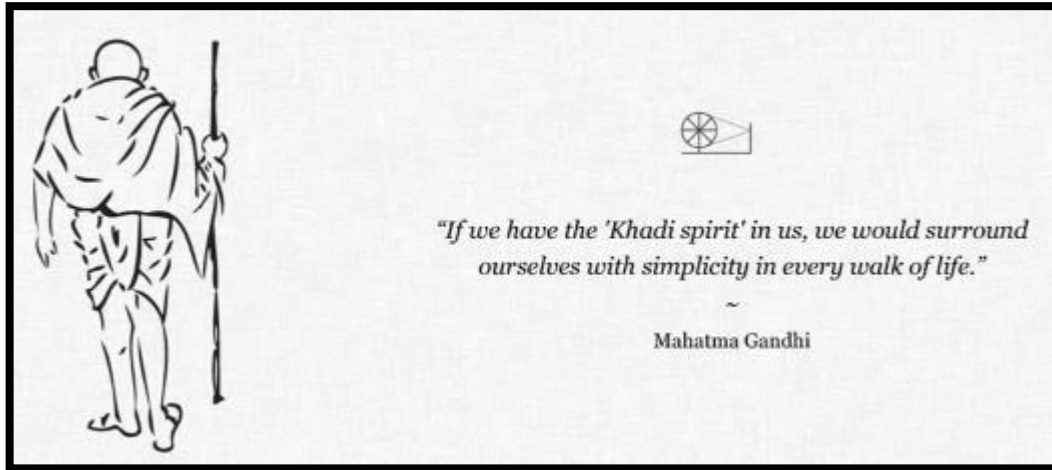 “If we have the 'Khadi spirit' in us, we would surround
ourselves with simplicity in every walk of life.”
~
Mahatma Gandhi